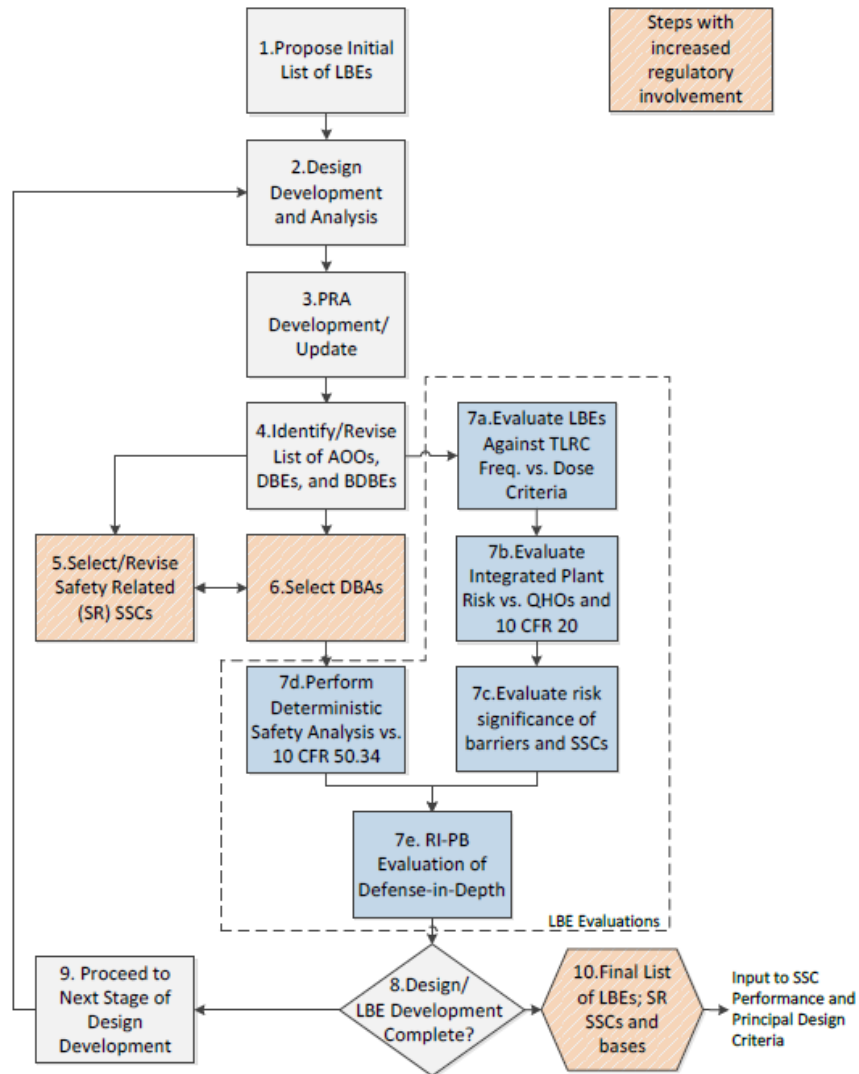 1.Propose Initial
List of LBEs
Steps with
increased
regulatory
involvement
2.Design
Development
and Analysis
3.PRA
Development/
Update
4.Identify/Revise
List of AOOs,
DBEs, and BDBEs
7a.Evaluate LBEs
Against TLRC
Freq. vs. Dose
Criteria
5.Select/Revise
Safety Related
(SR) SSCs
6.Select DBAs
7b.Evaluate
Integrated Plant
Risk vs. QHOs and
10 CFR 20
7d.Perform
Deterministic
Safety Analysis vs.
10 CFR 50.34
7c.Evaluate risk
significance of
barriers and SSCs
7e. RI-PB
Evaluation of
Defense-in-Depth
LBE Evaluations
9. Proceed to
Next Stage of
Design
Development
8.Design/
LBE Development
Complete?
10.Final List
of LBEs; SR
SSCs and
bases
Input to SSC
Performance and
Principal Design
Criteria